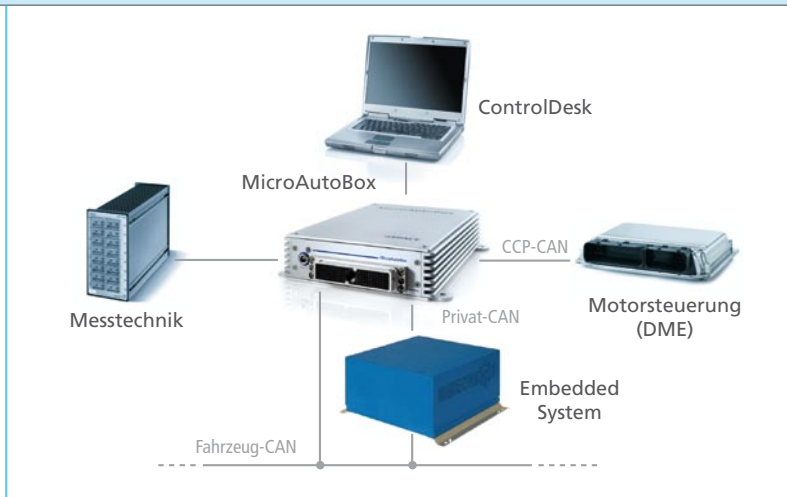 ControlDesk
MicroAutoBox
CCP-CAN
Messtechnik
Privat-CAN
Motorsteuerung
(DME)
Embedded
System
Fahrzeug-CAN